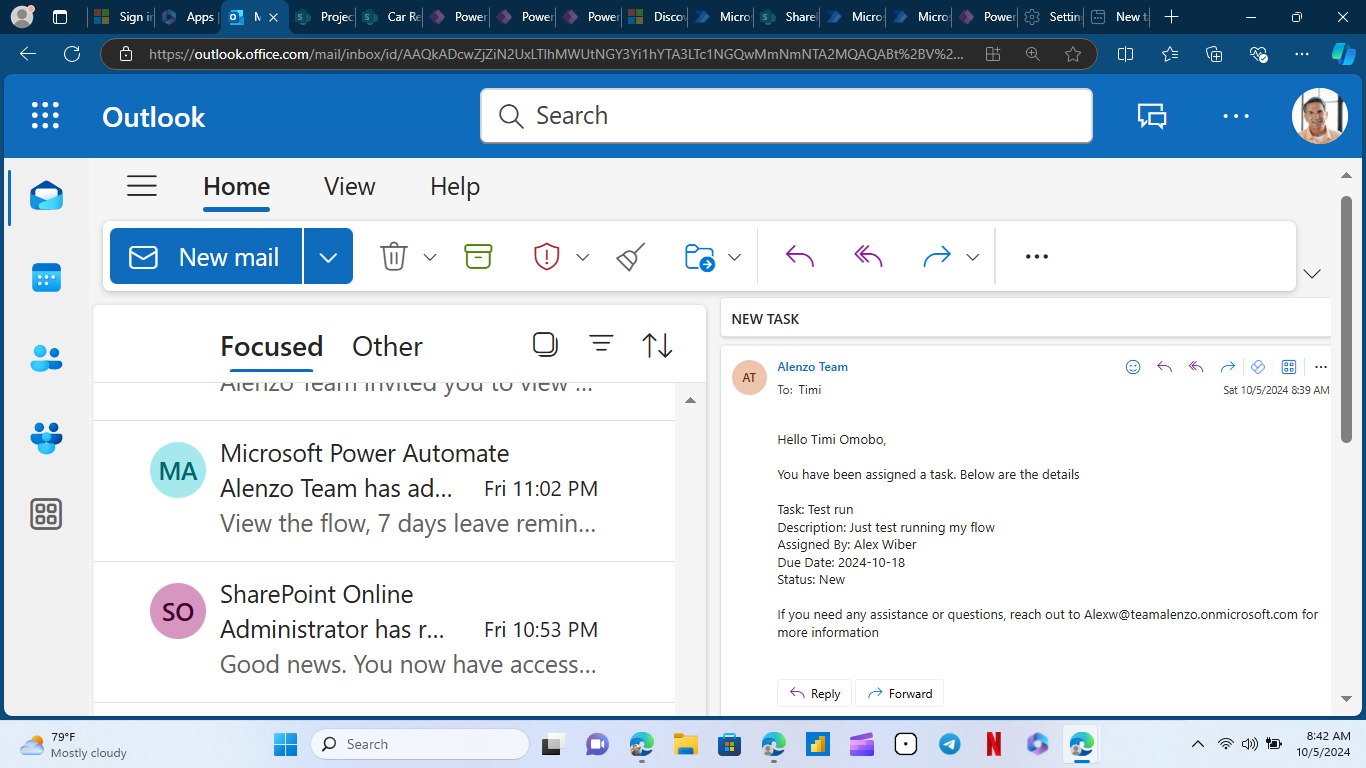 Sign in
Apps
M
Projec
Car Re
Power
Power
Power
Discov
Micros
ShareP
Micros
Micros
Power
Settin
New t
https://outlook.office.com/mail/inbox/id/
Outlook
Search
Home
View
Help
New mail
Focused
Other
Alenzo Team invited you to view ...
MA
Microsoft Power Automate
Alenzo Team has ad... Fri 11:02 PM
View the flow, 7 days leave remin...
SO
SharePoint Online
Administrator has r... Fri 10:53 PM
Good news. You now have access...
NEW TASK
AT
Alenzo Team
To: Timi
Sat 10/5/2024 8:39 AM
Hello Timi Omobo,
You have been assigned a task. Below are the details
Task: Test run
Description: Just test running my flow
Assigned By: Alex Wiber
Due Date: 2024-10-18
Status: New
If you need any assistance or questions, reach out to Alexw@teamalenzo.onmicrosoft.com for
more information
Reply
Forward
79°F
Mostly cloudy
Search
8:42 AM
10/5/2024